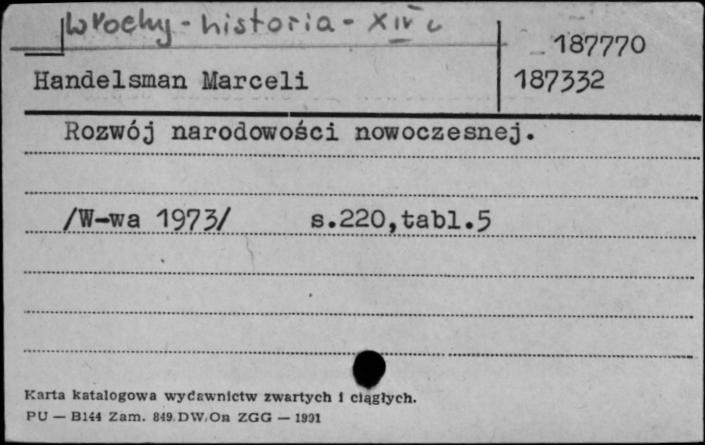 Włochy - historia - XIV c
187770
Handelsman Marceli 187332
Rozwój narodowości nowoczesnej.
/W-wa 1973/ s.220,tabl.5
Karta katalogowa wydawnictw zwartych i ciągłych.
PU — B144 Zam. 849.DW.On ZGG — 1991